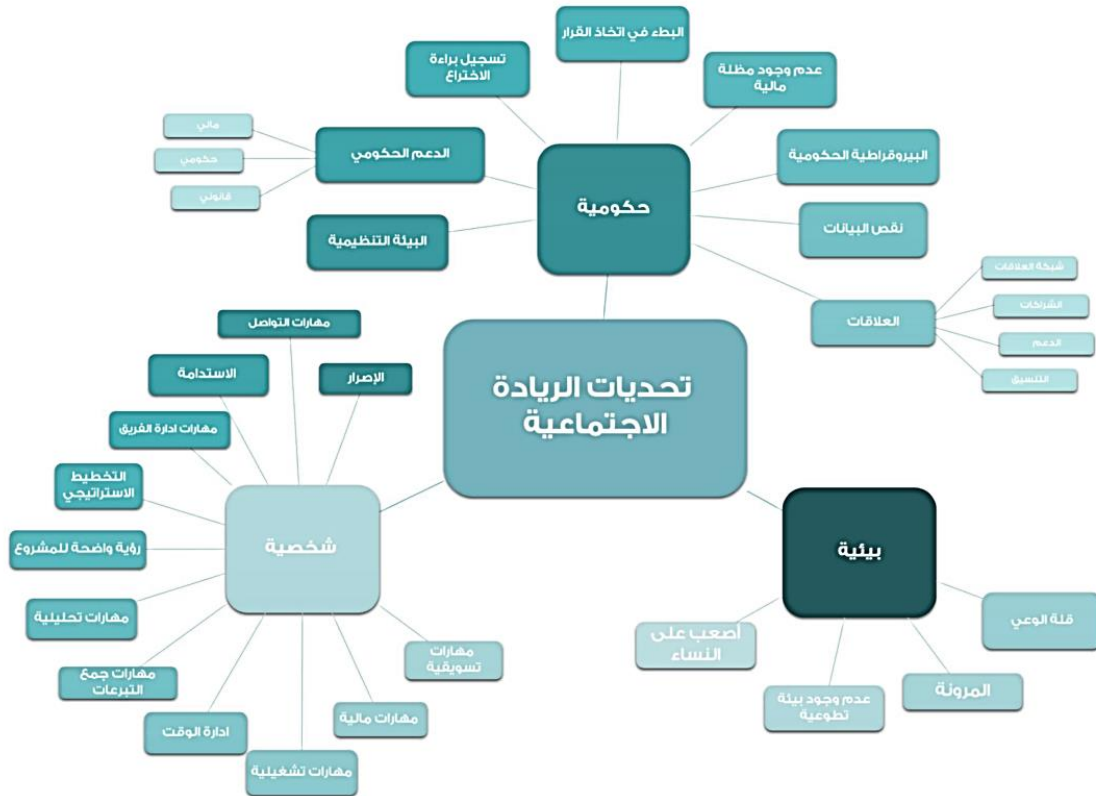 تحديات الريادة
الاجتماعية
حكومية
البطء في اتخاذ القرار
عدم وجود مظلة
مالية
البيروقراطية الحكومية
نقص البيانات
العلاقات
شبكة العلاقات
الشراكات
الدعم
التنسيق
تسجيل براءة
الاختراع
الدعم الحكومي
مالي
حكومي
قانوني
البيئة التنظيمية
بيئية
قلة الوعي
المرونة
عدم وجود بيئة
تطوعية
أصعب على
النساء
شخصية
الإصرار
مهارات التواصل
الاستدامة
مهارات ادارة الفريق
التخطيط
الاستراتيجي
رؤية واضحة للمشروع
مهارات تحليلية
مهارات جمع
التبرعات
ادارة الوقت
مهارات تشغيلية
مهارات مالية
مهارات
تسويقية